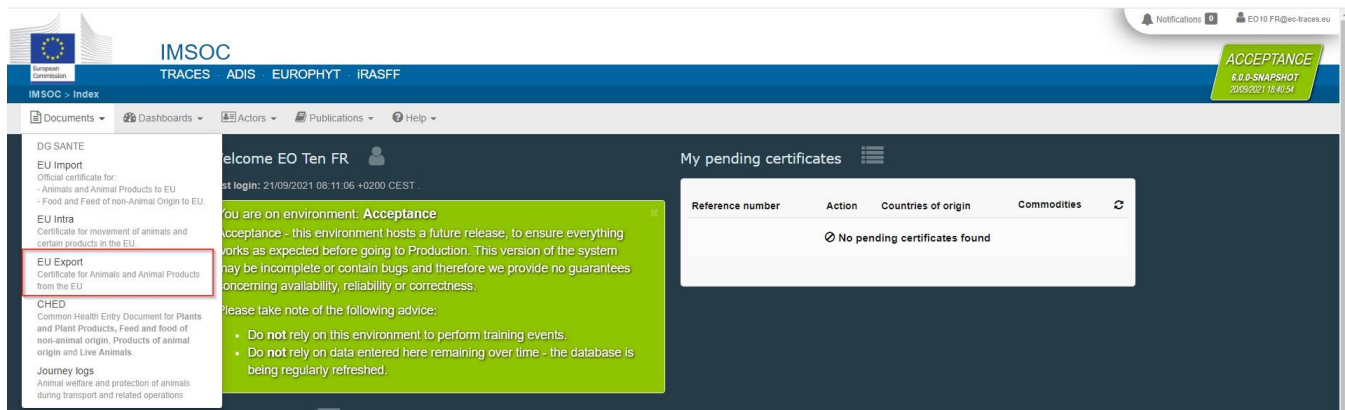 Notifications 0
EO10.FR@ec-traces.eu
European
Commission
IMSOC
TRACES · ADIS · EUROPHYT · iRASFF
ACCEPTANCE
6.0.0-SNAPSHOT
20/09/2021 18:40:54
IMSOC > Index
Documents
Dashboards
Actors
Publications
Help
DG SANTE
EU Import
Official certificate for:
- Animals and Animal Products to EU
- Food and Feed of non-Animal Origin to EU.
EU Intra
Certificate for movement of animals and
certain products in the EU.
EU Export
Certificate for Animals and Animal Products
from the EU
CHED
Common Health Entry Document for Plants
and Plant Products, Feed and food of
non-animal origin, Products of animal
origin and Live Animals.
Journey logs
Animal welfare and protection of animals
during transport and related operations
elcome EO Ten FR
st login: 21/09/2021 08:11:06 +0200 CEST .
You are on environment: Acceptance
Acceptance - this environment hosts a future release, to ensure everything
works as expected before going to Production. This version of the system
may be incomplete or contain bugs and therefore we provide no guarantees
concerning availability, reliability or correctness.
Please take note of the following advice:
• Do not rely on this environment to perform training events.
• Do not rely on data entered here remaining over time - the database is
being regularly refreshed.
My pending certificates
Reference number Action Countries of origin Commodities
No pending certificates found